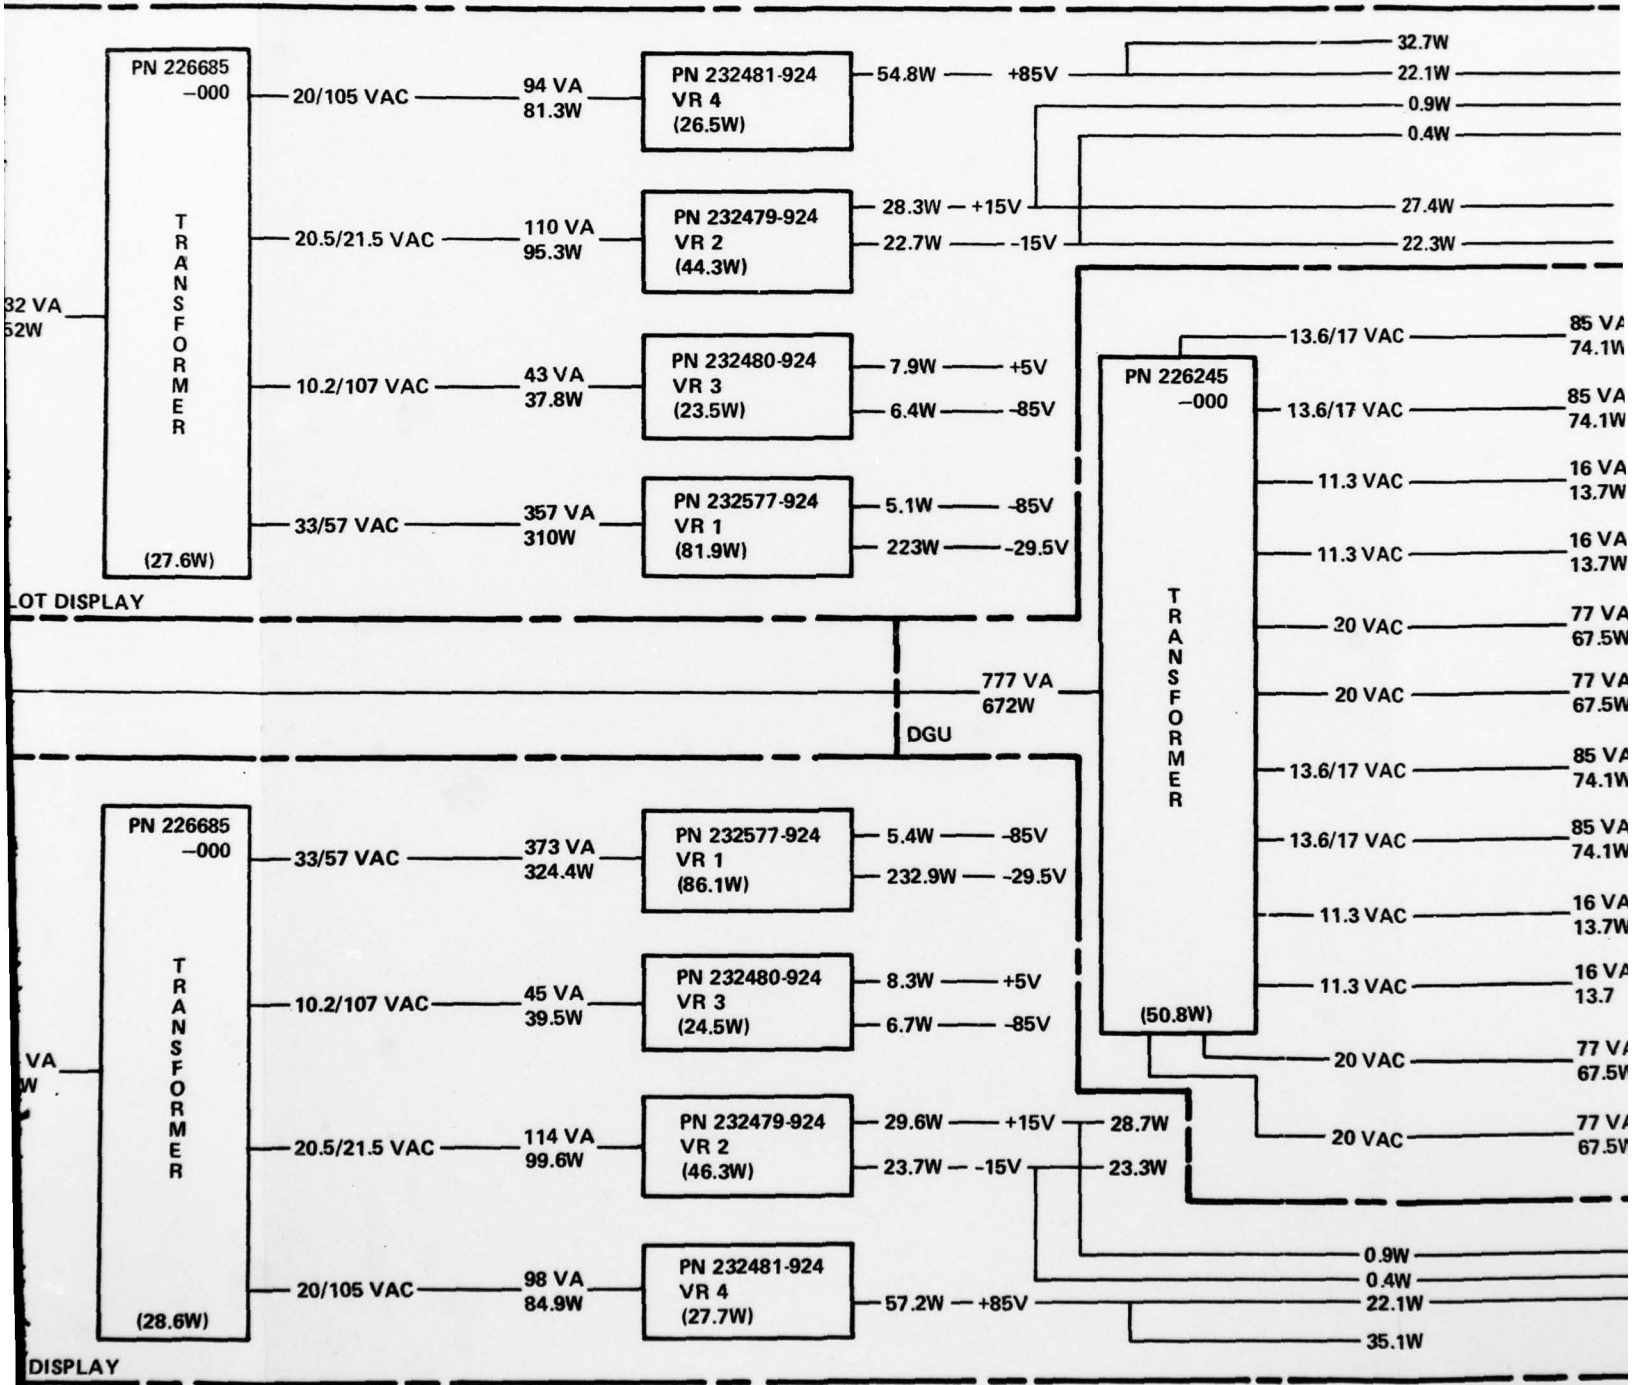 PN 226685
—000
TRANSFORMER
(27.6W)
32 VA
52W
20/105 VAC
94 VA
81.3W
PN 232481-924
VR 4
(26.5W)
54.8W
+85V
32.7W
22.1W
0.9W
0.4W
20.5/21.5 VAC
110 VA
95.3W
PN 232479-924
VR 2
(44.3W)
28.3W
+15V
27.4W
22.7W
-15V
22.3W
10.2/107 VAC
43 VA
37.8W
PN 232480-924
VR 3
(23.5W)
7.9W
+5V
6.4W
-85V
33/57 VAC
357 VA
310W
PN 232577-924
VR 1
(81.9W)
5.1W
-85V
223W
-29.5V
LOT DISPLAY
777 VA
672W
DGU
PN 226245
—000
TRANSFORMER
(50.8W)
13.6/17 VAC
85 VA
74.1W
13.6/17 VAC
85 VA
74.1W
11.3 VAC
16 VA
13.7W
11.3 VAC
16 VA
13.7W
20 VAC
77 VA
67.5W
20 VAC
77 VA
67.5W
13.6/17 VAC
85 VA
74.1W
13.6/17 VAC
85 VA
74.1W
11.3 VAC
16 VA
13.7W
11.3 VAC
16 VA
13.7
20 VAC
77 VA
67.5W
20 VAC
77 VA
67.5W
PN 226685
—000
TRANSFORMER
(28.6W)
VA
W
33/57 VAC
373 VA
324.4W
PN 232577-924
VR 1
(86.1W)
5.4W
-85V
232.9W
-29.5V
10.2/107 VAC
45 VA
39.5W
PN 232480-924
VR 3
(24.5W)
8.3W
+5V
6.7W
-85V
20.5/21.5 VAC
114 VA
99.6W
PN 232479-924
VR 2
(46.3W)
29.6W
+15V
28.7W
23.7W
-15V
23.3W
20/105 VAC
98 VA
84.9W
PN 232481-924
VR 4
(27.7W)
57.2W
+85V
0.9W
0.4W
22.1W
35.1W
DISPLAY